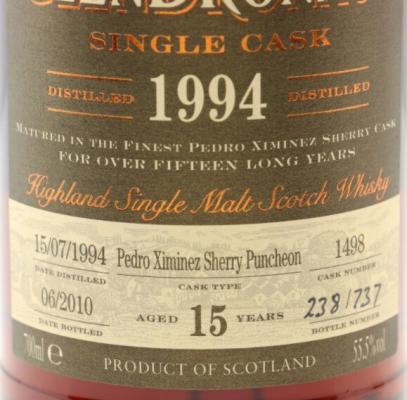 GLENDRONACH
SINGLE CASK
DISTILLED 1994 DISTILLED
MATURED IN THE FINEST PEDRO XIMINEZ SHERRY CASK
FOR OVER FIFTEEN LONG YEARS
Highland Single Malt Scotch Whisky
15/07/1994 Pedro Ximinez Sherry Puncheon 1498
DATE DISTILLED CASK TYPE CASK NUMBER
06/2010 AGED 15 YEARS 238/737
DATE BOTTLED BOTTLE NUMBER
700ml e 55.5%vol
PRODUCT OF SCOTLAND